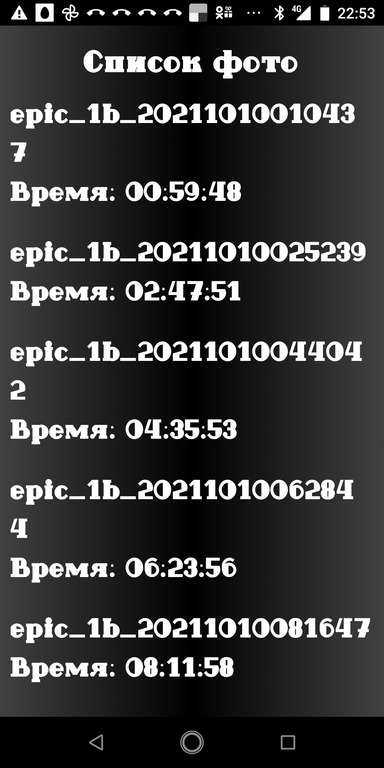 22:53
4G
Список фото
epic_1b_2021101001043
7
Время: 00:59:48
epic_1b_20211010025239
Время: 02:47:51
epic_1b_2021101004404
2
Время: 04:35:53
epic_1b_2021101006284
4
Время: 06:23:56
epic_1b_20211010081647
Время: 08:11:58